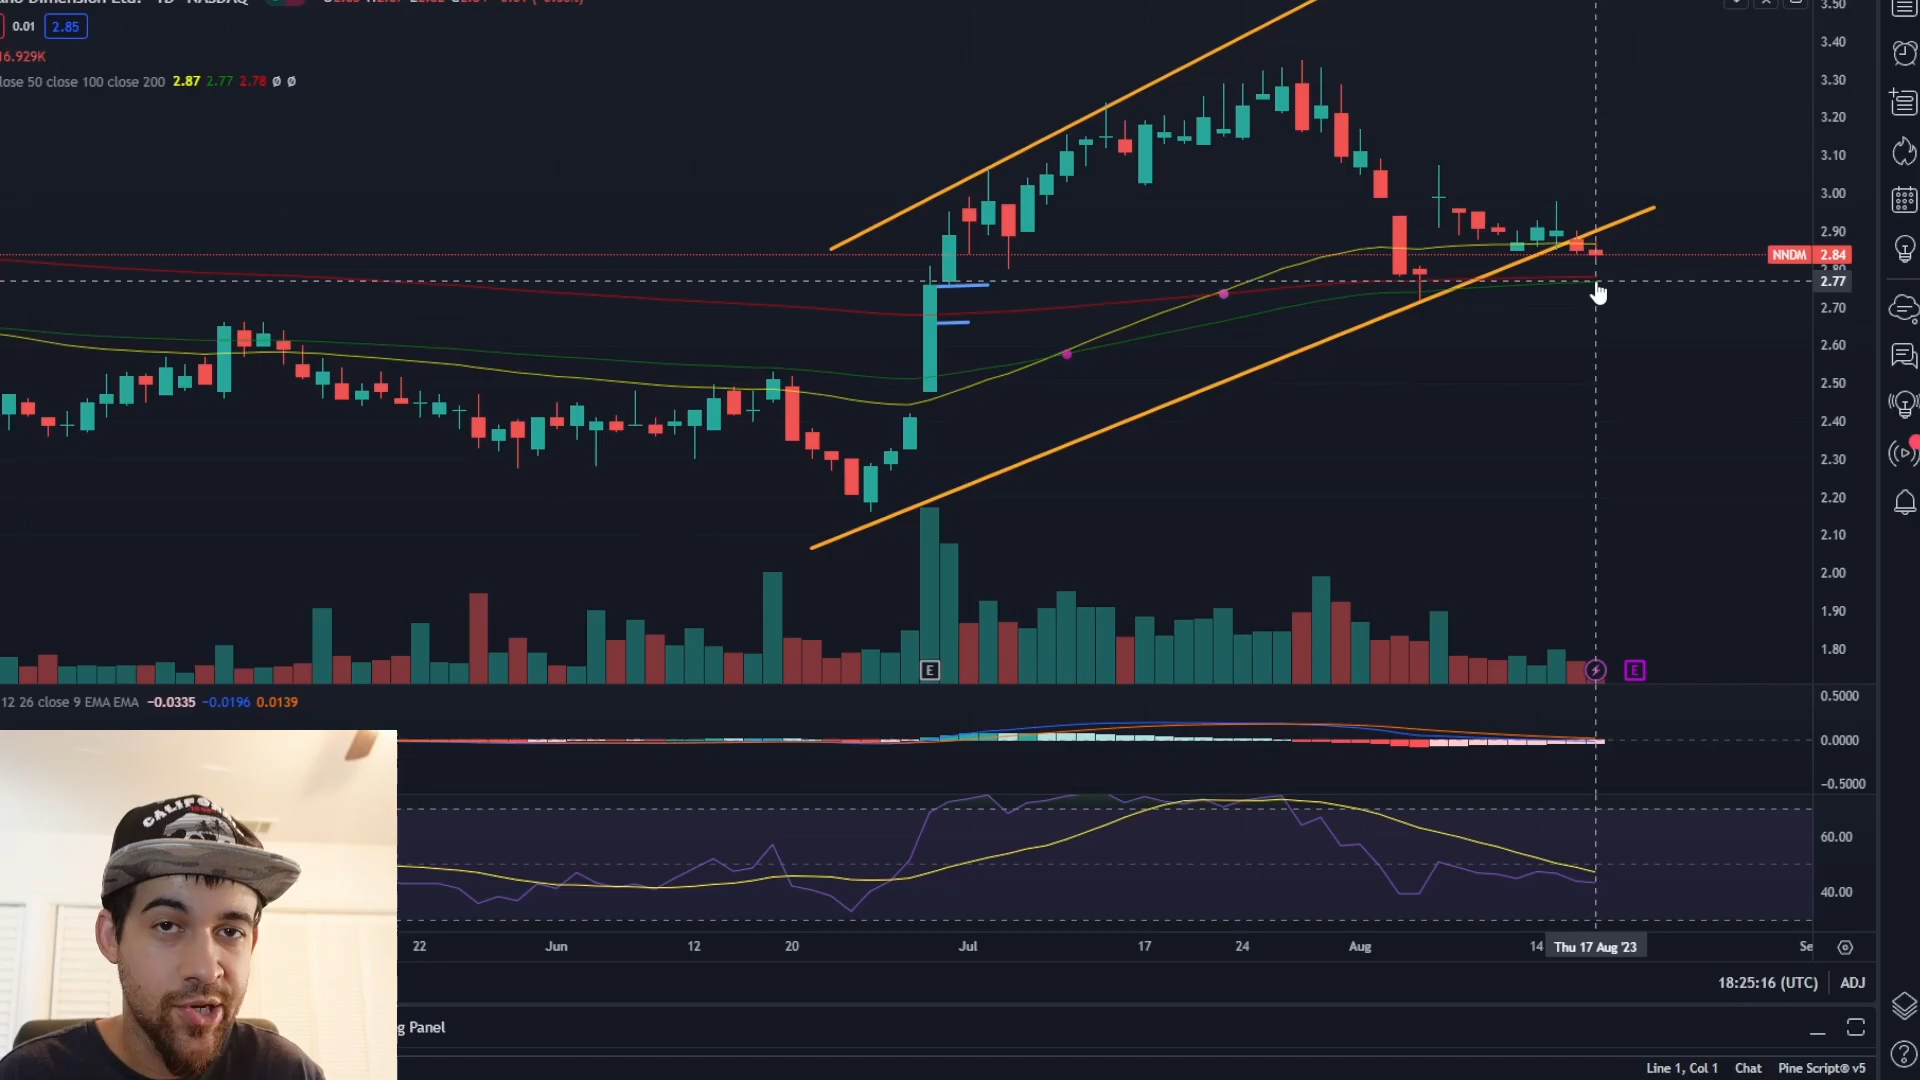 0.01 2.85
16.929K
lose 50 close 100 close 200 2.87 2.77 2.78 Ø Ø
3.50
3.40
3.30
3.20
3.10
3.00
2.90
NNDM 2.84
2.80
2.77
2.70
2.60
2.50
2.40
2.30
2.20
2.10
2.00
1.90
1.80
E E
12 26 close 9 EMA EMA −0.0335 −0.0196 0.0139
0.5000
0.0000
−0.5000
60.00
40.00
CALIFO
22 Jun 12 20 Jul 17 24 Aug 14 Thu 17 Aug '23 Se
18:25:16 (UTC) ADJ
g Panel
Line 1, Col 1 Chat Pine Script® v5